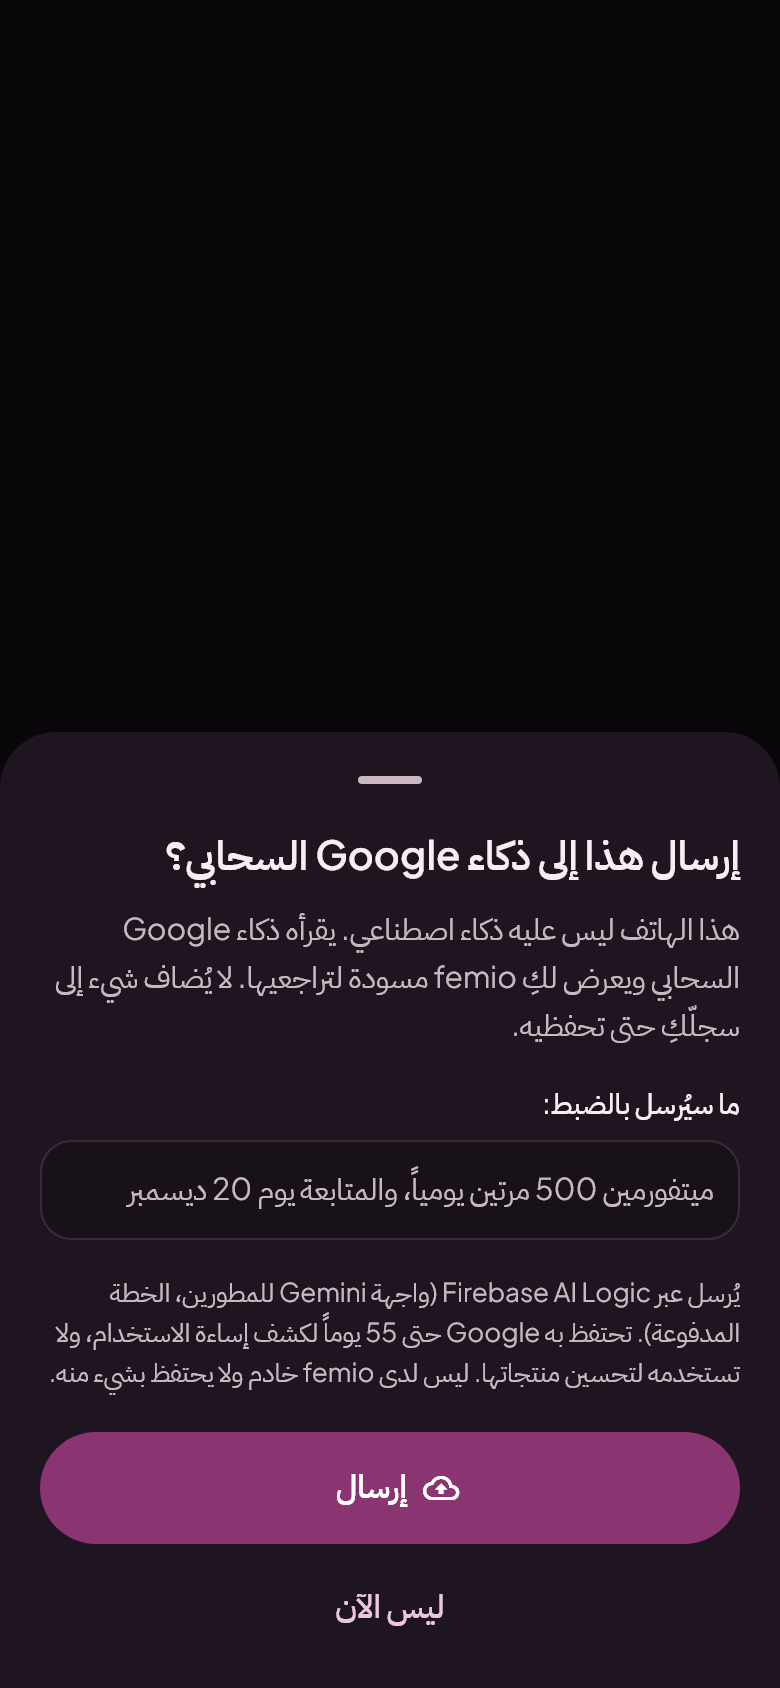 إرسال هذا إلى ذكاء Google السحابي؟
هذا الهاتف ليس عليه ذكاء اصطناعي. يقرأه ذكاء Google
السحابي ويعرض لكِ femio مسودة لتراجعيها. لا يُضاف شيء إلى
سجلّكِ حتى تحفظيه.
ما سيُرسل بالضبط:
ميتفورمين 500 مرتين يومياً، والمتابعة يوم 20 ديسمبر
يُرسل عبر Firebase AI Logic (واجهة Gemini للمطورين، الخطة
المدفوعة). تحتفظ به Google حتى 55 يوماً لكشف إساءة الاستخدام، ولا
تستخدمه لتحسين منتجاتها. ليس لدى femio خادم ولا يحتفظ بشيء منه.
إرسال
ليس الآن